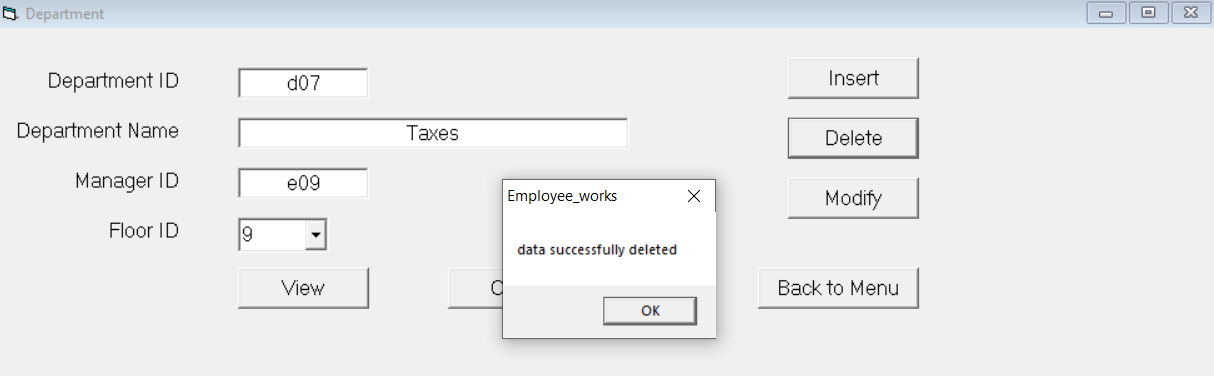 Department
Department ID d07 Insert
Department Name Taxes Delete
Manager ID e09 Modify
Floor ID 9
View Back to Menu
Employee_works
data successfully deleted
OK